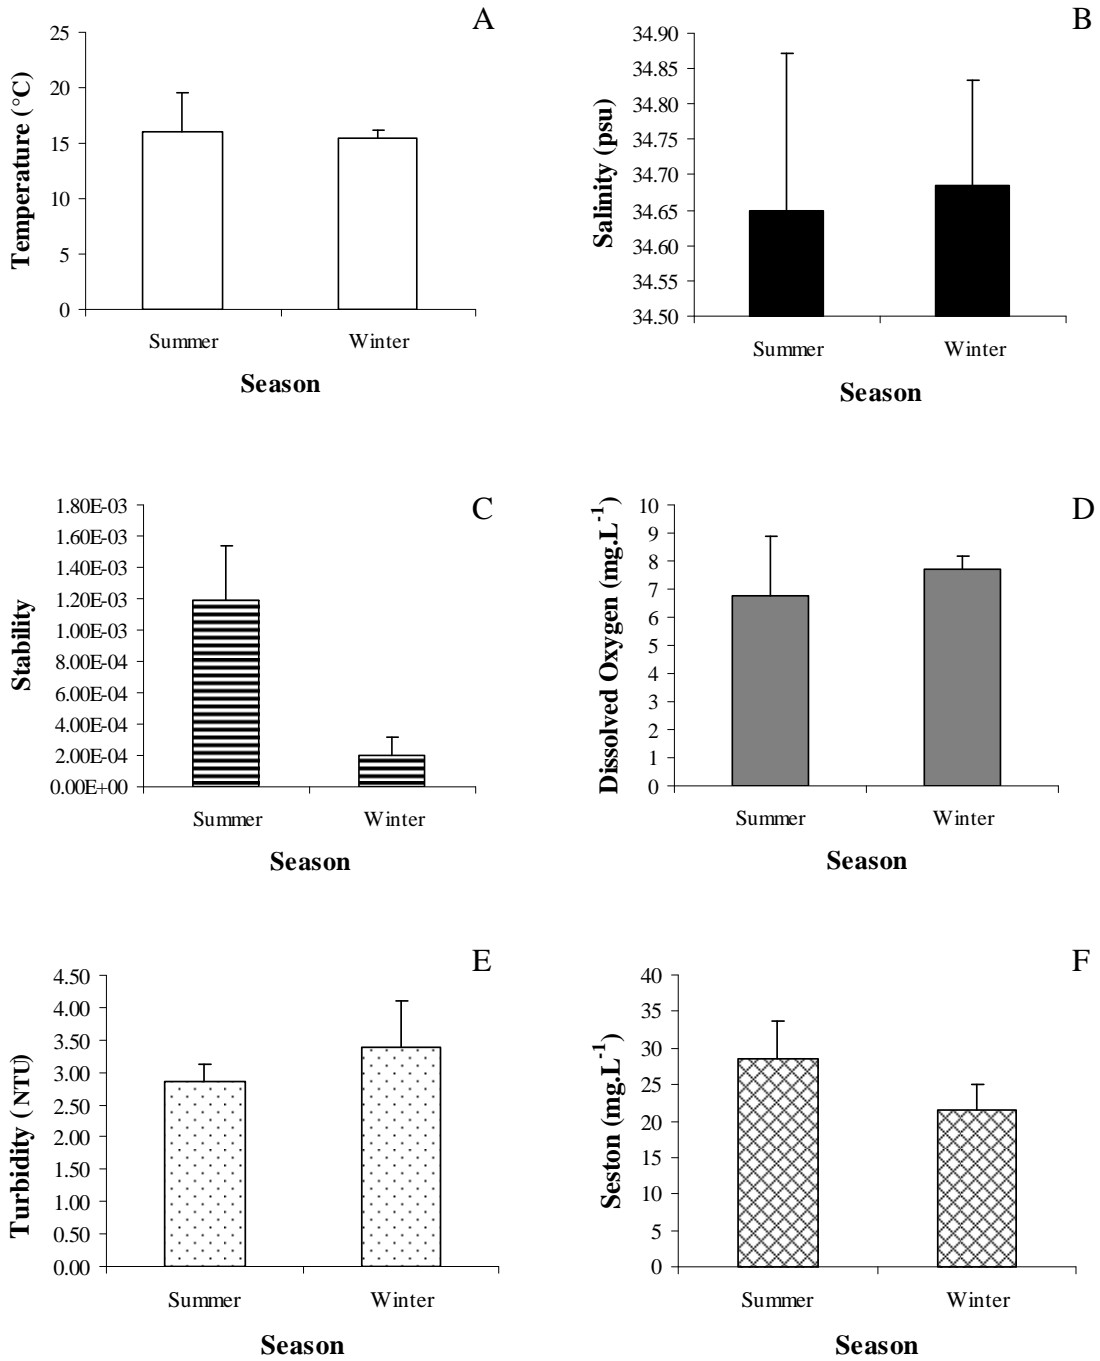 A
25
20
15
10
5
0
Temperature (°C)
Summer Winter
Season
B
34.90
34.85
34.80
34.75
34.70
34.65
34.60
34.55
34.50
Salinity (psu)
Summer Winter
Season
C
1.80E-03
1.60E-03
1.40E-03
1.20E-03
1.00E-03
8.00E-04
6.00E-04
4.00E-04
2.00E-04
0.00E+00
Stability
Summer Winter
Season
D
10
9
8
7
6
5
4
3
2
1
0
Dissolved Oxygen (mg.L⁻¹)
Summer Winter
Season
E
4.50
4.00
3.50
3.00
2.50
2.00
1.50
1.00
0.50
0.00
Turbidity (NTU)
Summer Winter
Season
F
40
35
30
25
20
15
10
5
0
Seston (mg.L⁻¹)
Summer Winter
Season